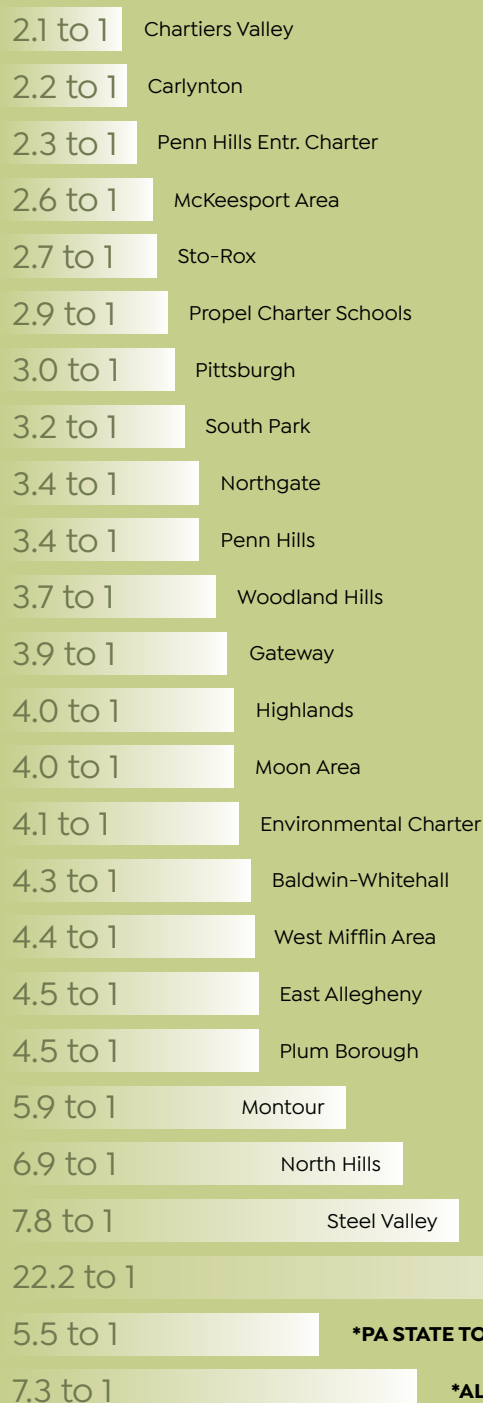 2.1 to 1 Chartiers Valley
2.2 to 1 Carlynton
2.3 to 1 Penn Hills Entr. Charter
2.6 to 1 McKeesport Area
2.7 to 1 Sto-Rox
2.9 to 1 Propel Charter Schools
3.0 to 1 Pittsburgh
3.2 to 1 South Park
3.4 to 1 Northgate
3.4 to 1 Penn Hills
3.7 to 1 Woodland Hills
3.9 to 1 Gateway
4.0 to 1 Highlands
4.0 to 1 Moon Area
4.1 to 1 Environmental Charter
4.3 to 1 Baldwin-Whitehall
4.4 to 1 West Mifflin Area
4.5 to 1 East Allegheny
4.5 to 1 Plum Borough
5.9 to 1 Montour
6.9 to 1 North Hills
7.8 to 1 Steel Valley
22.2 to 1
5.5 to 1 *PA STATE
7.3 to 1